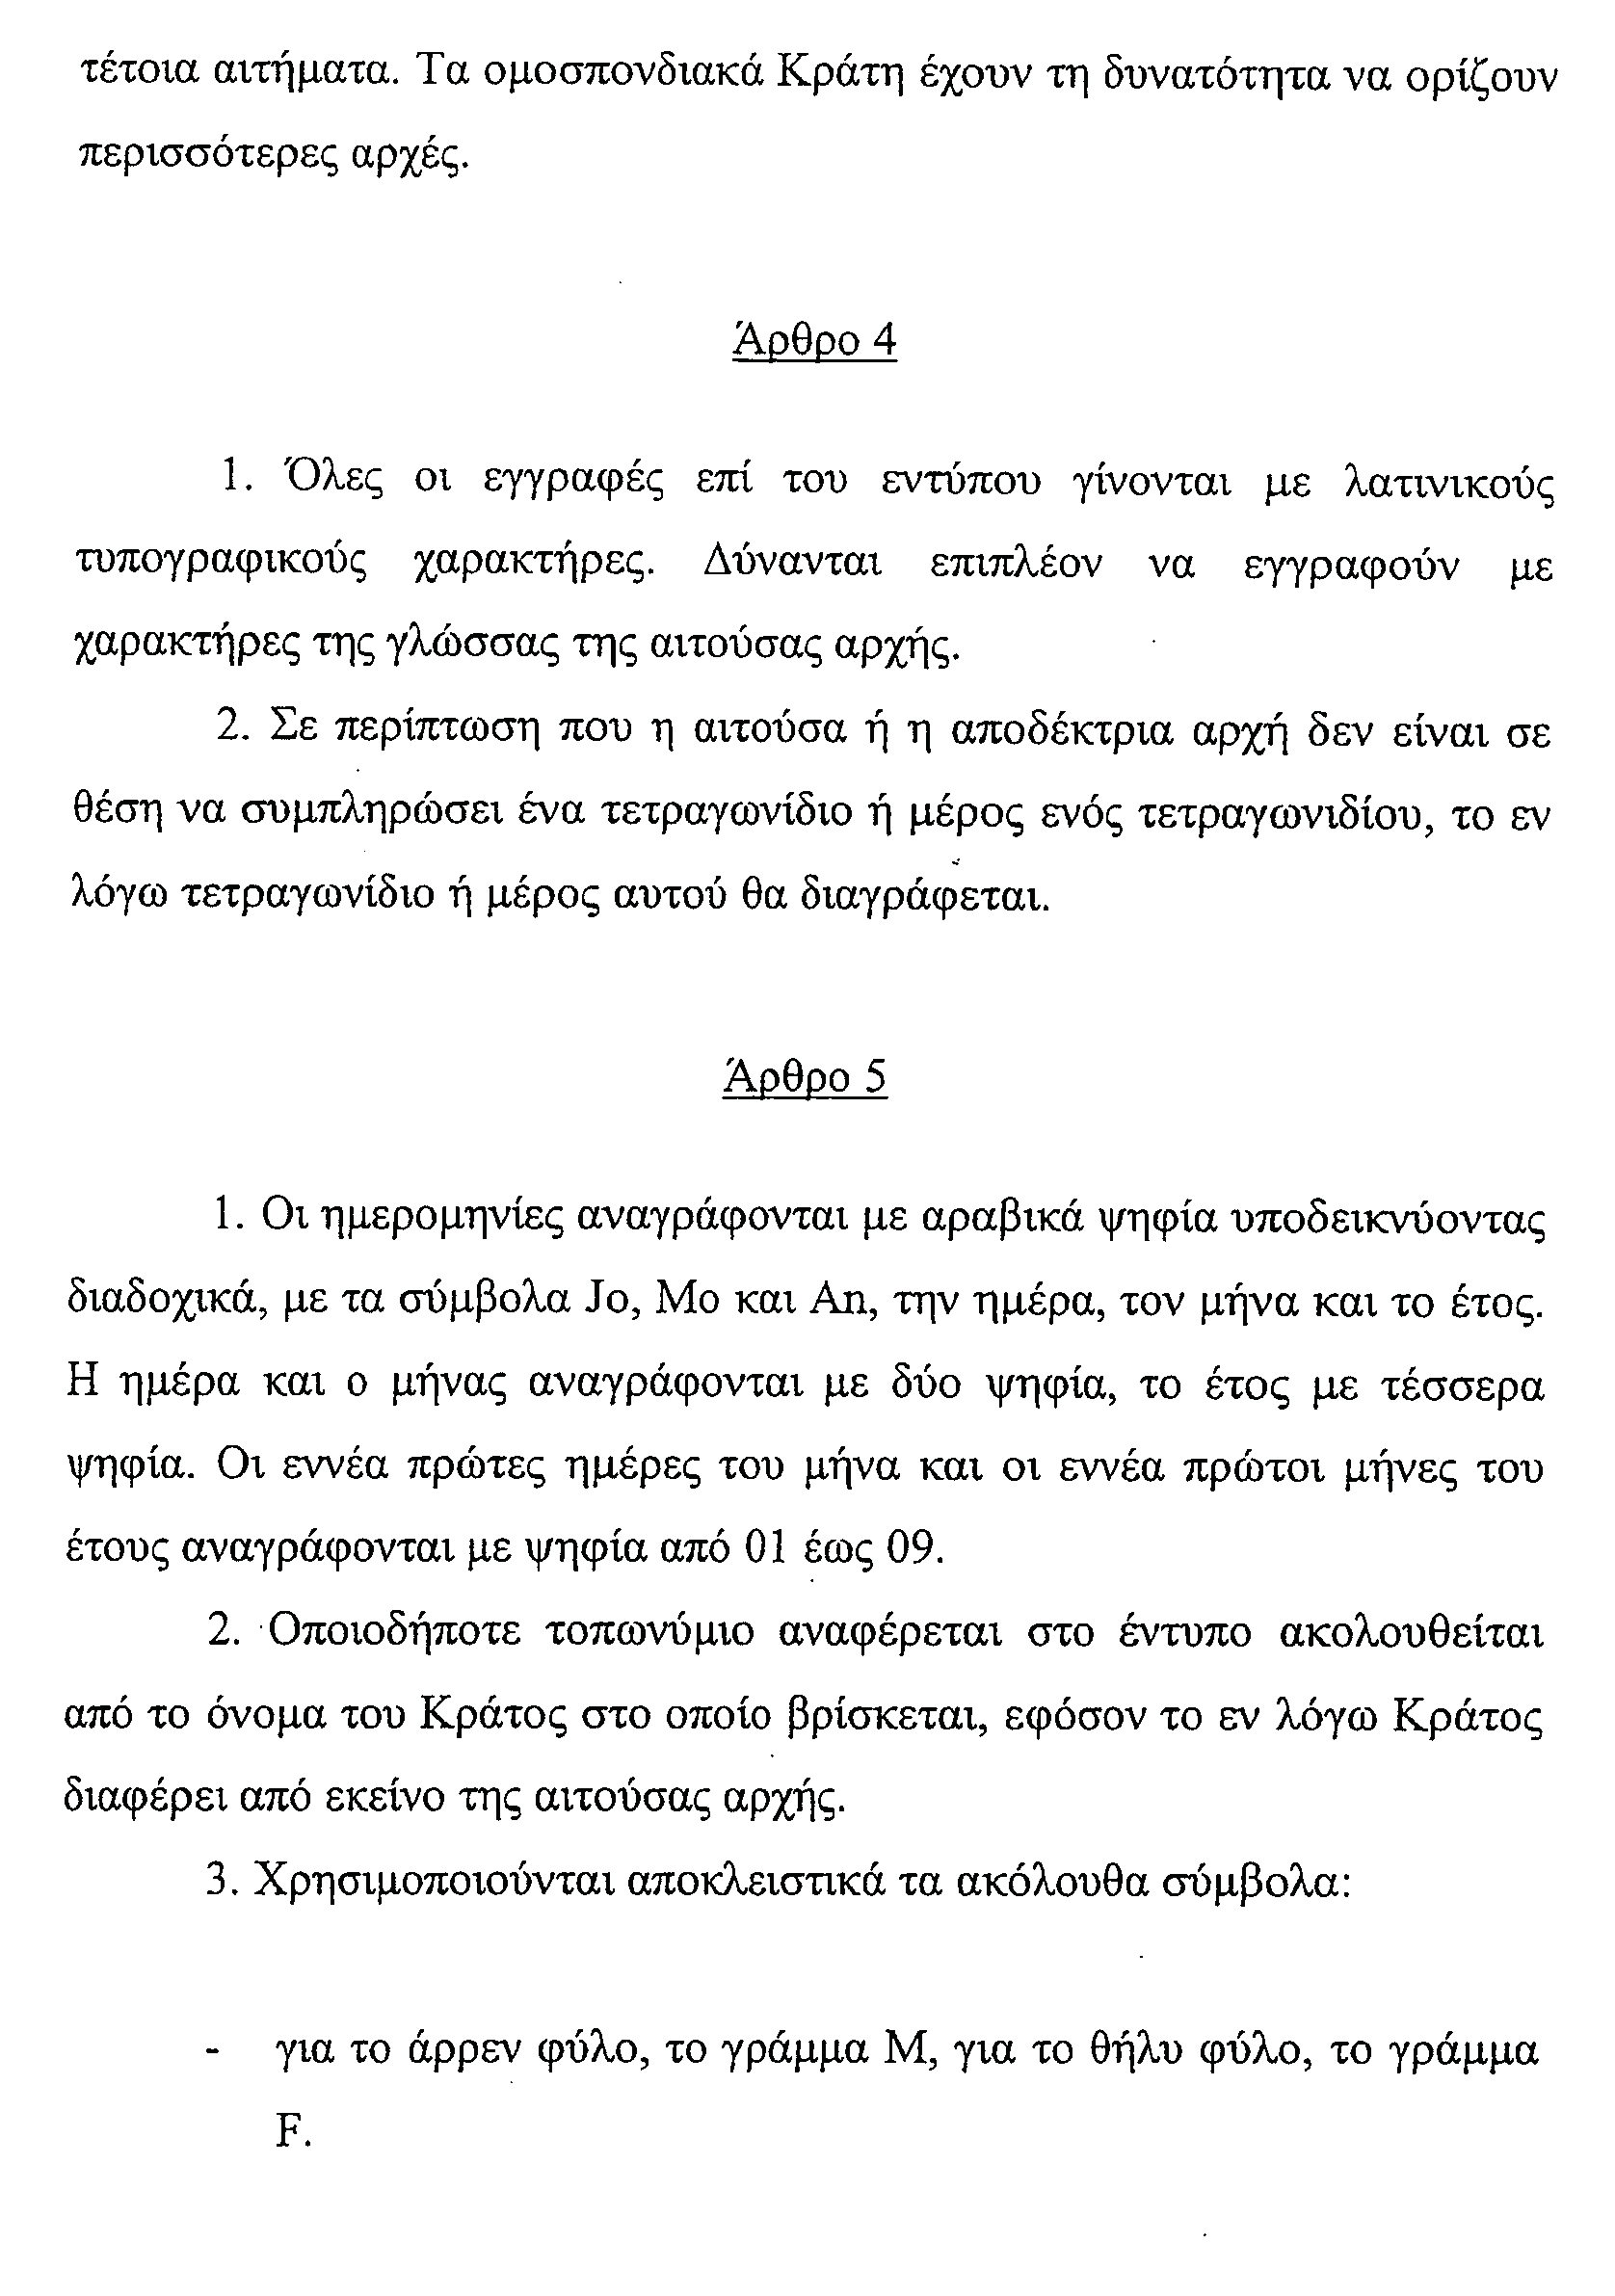 τέτοια αιτήματα. Τα ομοσπονδιακά Κράτη έχουν τη δυνατότητα να ορίζουν
περισσότερες αρχές.
Άρθρο 4
1. Όλες οι εγγραφές επί του εντύπου γίνονται με λατινικούς
τυπογραφικούς χαρακτήρες. Δύνανται επιπλέον να εγγραφούν με
χαρακτήρες της γλώσσας της αιτούσας αρχής.
2. Σε περίπτωση που η αιτούσα ή η αποδέκτρια αρχή δεν είναι σε
θέση να συμπληρώσει ένα τετραγωνίδιο ή μέρος ενός τετραγωνιδίου, το εν
λόγω τετραγωνίδιο ή μέρος αυτού θα διαγράφεται.
Άρθρο 5
1. Οι ημερομηνίες αναγράφονται με αραβικά ψηφία υποδεικνύοντας
διαδοχικά, με τα σύμβολα Jo, Mo και An, την ημέρα, τον μήνα και το έτος.
Η ημέρα και ο μήνας αναγράφονται με δύο ψηφία, το έτος με τέσσερα
ψηφία. Οι εννέα πρώτες ημέρες του μήνα και οι εννέα πρώτοι μήνες του
έτους αναγράφονται με ψηφία από 01 έως 09.
2. Οποιοδήποτε τοπωνύμιο αναφέρεται στο έντυπο ακολουθείται
από το όνομα του Κράτος στο οποίο βρίσκεται, εφόσον το εν λόγω Κράτος
διαφέρει από εκείνο της αιτούσας αρχής.
3. Χρησιμοποιούνται αποκλειστικά τα ακόλουθα σύμβολα:
- για το άρρεν φύλο, το γράμμα M, για το θήλυ φύλο, το γράμμα
F.